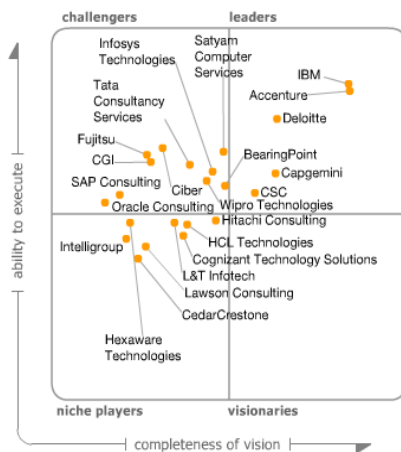 challengers
leaders
Infosys
Technologies
Satyam
Computer
Services
IBM
Accenture
Tata
Consultancy
Services
Deloitte
Fujitsu
CGI
BearingPoint
Capgemini
SAP Consulting
Ciber
CSC
Oracle Consulting
Wipro Technologies
Hitachi Consulting
Intelligroup
HCL Technologies
Cognizant Technology Solutions
L&T Infotech
Lawson Consulting
CedarCrestone
Hexaware
Technologies
niche players
visionaries
ability to execute
completeness of vision